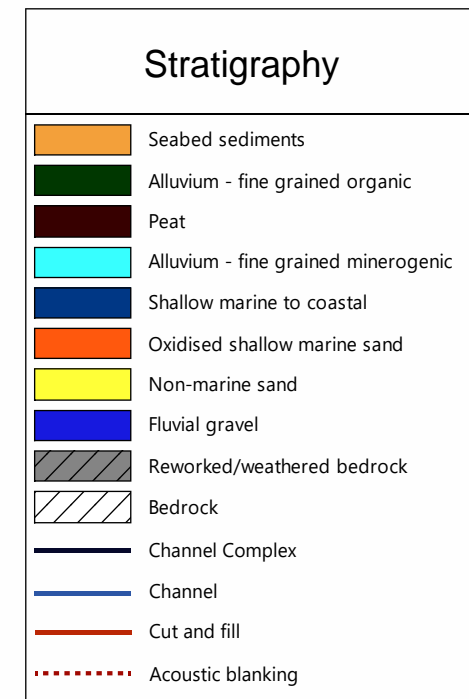 Stratigraphy
Seabed sediments
Alluvium - fine grained organic
Peat
Alluvium - fine grained minerogenic
Shallow marine to coastal
Oxidised shallow marine sand
Non-marine sand
Fluvial gravel
Reworked/weathered bedrock
Bedrock
Channel Complex
Channel
Cut and fill
Acoustic blanking